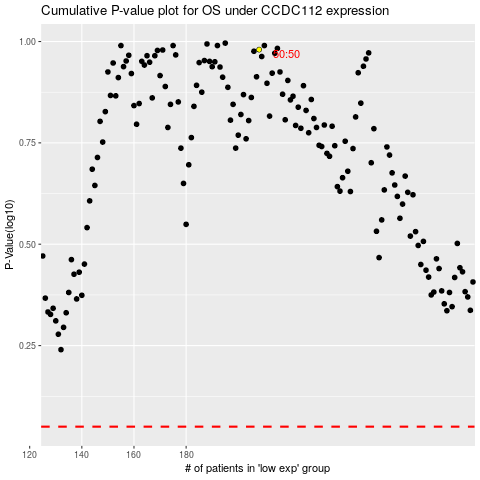 Cumulative P-value plot for OS under CCDC112 expression
1.00
50:50
0.75
P-Value(log10)
0.50
0.25
120 140 160 180
# of patients in 'low exp' group